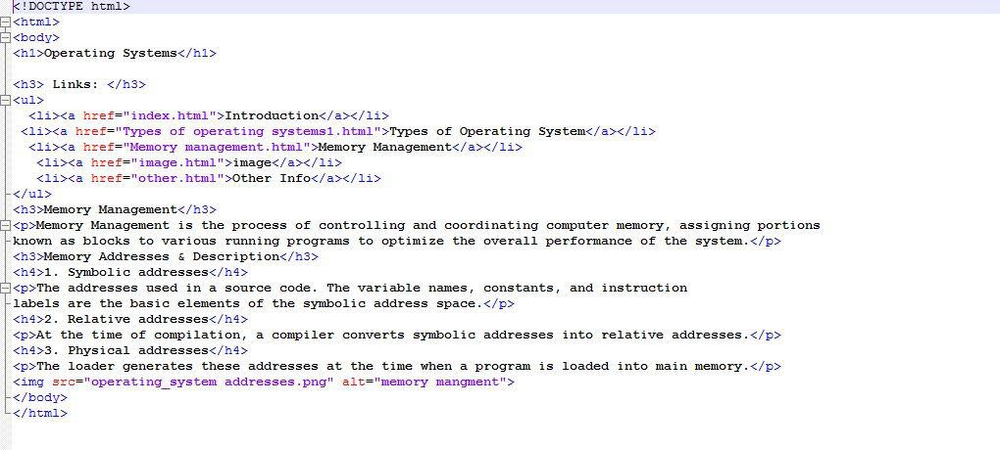 <!DOCTYPE html>
<html>
<body>
<h1>Operating Systems</h1>
<h3> Links: </h3>
<ul>
<li><a href="index.html">Introduction</a></li>
<li><a href="Types of operating systems1.html">Types of Operating System</a></li>
<li><a href="Memory management.html">Memory Management</a></li>
<li><a href="image.html">image</a></li>
<li><a href="other.html">Other Info</a></li>
</ul>
<h3>Memory Management</h3>
<p>Memory Management is the process of controlling and coordinating computer memory, assigning portions
known as blocks to various running programs to optimize the overall performance of the system.</p>
<h3>Memory Addresses & Description</h3>
<h4>1. Symbolic addresses</h4>
<p>The addresses used in a source code. The variable names, constants, and instruction
labels are the basic elements of the symbolic address space.</p>
<h4>2. Relative addresses</h4>
<p>At the time of compilation, a compiler converts symbolic addresses into relative addresses.</p>
<h4>3. Physical addresses</h4>
<p>The loader generates these addresses at the time when a program is loaded into main memory.</p>
<img src="operating_system addresses.png" alt="memory mangment">
</body>
</html>